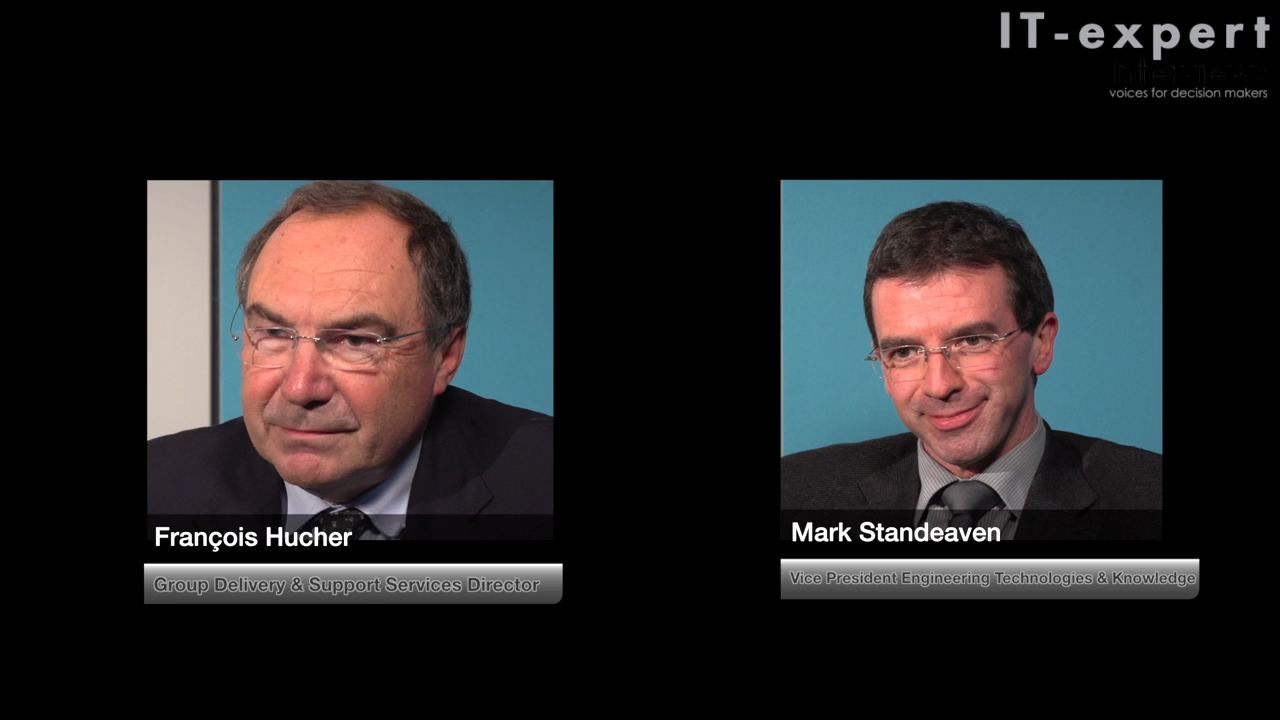 IT-expert
Interviews
voices for decision makers
François Hucher
Mark Standeaven
Group Delivery & Support Services Director
Vice President Engineering Technologies & Knowledge